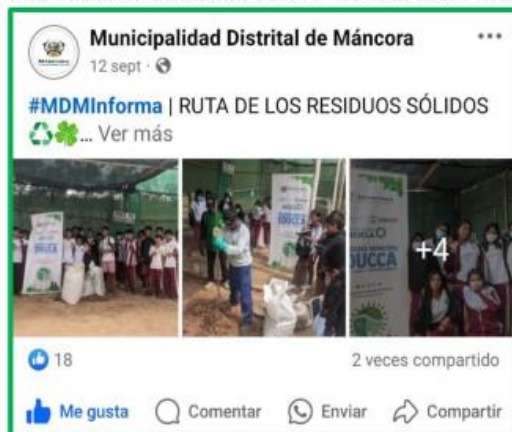 Municipalidad Distrital de Máncora
12 sept ·
#MDMInforma | RUTA DE LOS RESIDUOS SÓLIDOS
... Ver más
+4
18
2 veces compartido
Me gusta
Comentar
Enviar
Compartir